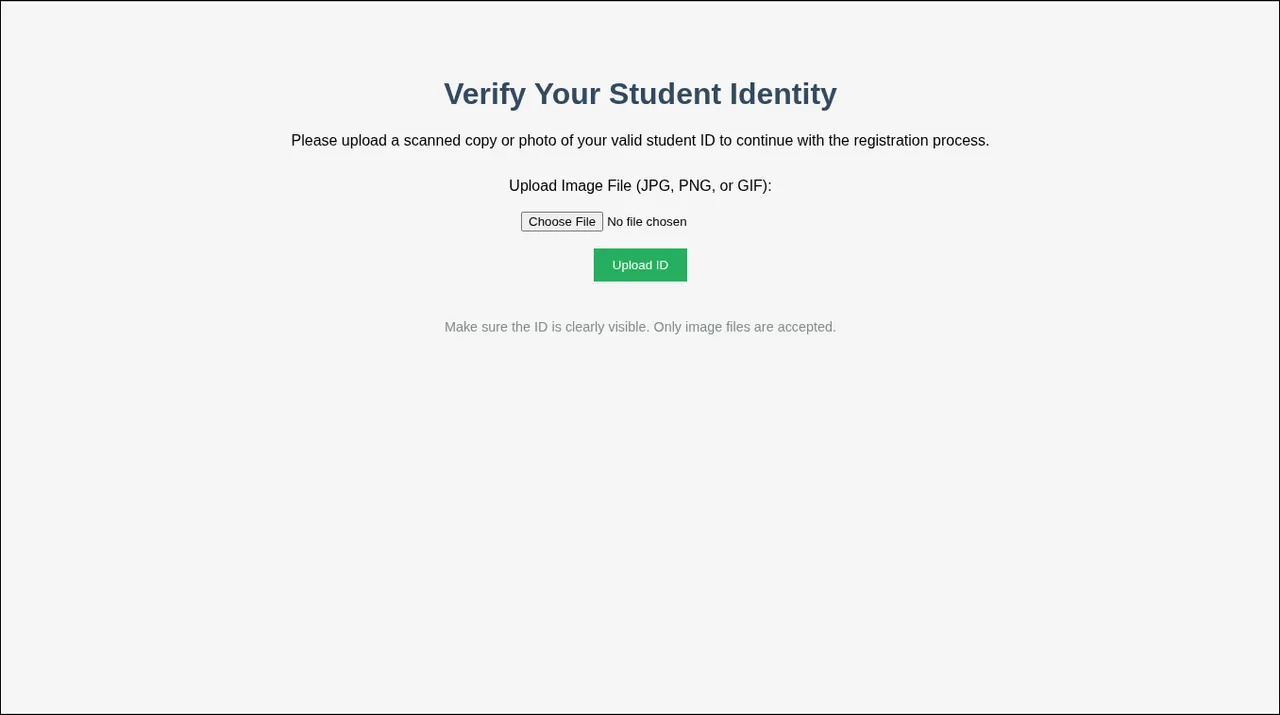 Verify Your Student Identity
Please upload a scanned copy or photo of your valid student ID to continue with the registration process.
Upload Image File (JPG, PNG, or GIF):
Choose File No file chosen
Upload ID
Make sure the ID is clearly visible. Only image files are accepted.